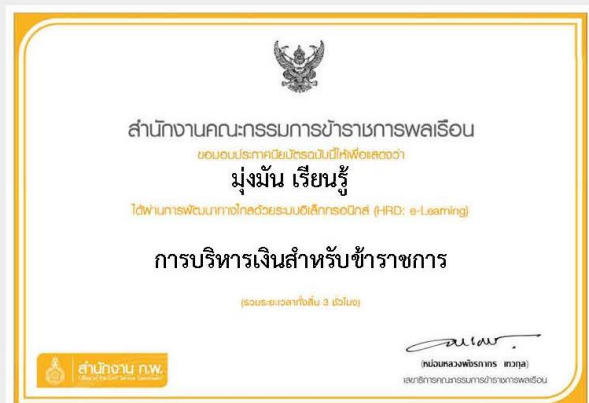 สำนักงานคณะกรรมการข้าราชการพลเรือน
ขอมอบประกาศนียบัตรฉบับนี้ให้เพื่อแสดงว่า
มุ่งมัน เรียนรู้
ได้ผ่านการพัฒนาทางไกลด้วยระบบอิเล็กทรอนิกส์ (HRD: e-Learning)
การบริหารเงินสำหรับข้าราชการ
(รวมระยะเวลาทั้งสิ้น 3 ชั่วโมง)
(หม่อมหลวงพัชรภากร เทวกุล)
เลขาธิการคณะกรรมการข้าราชการพลเรือน
สำนักงาน ก.พ.